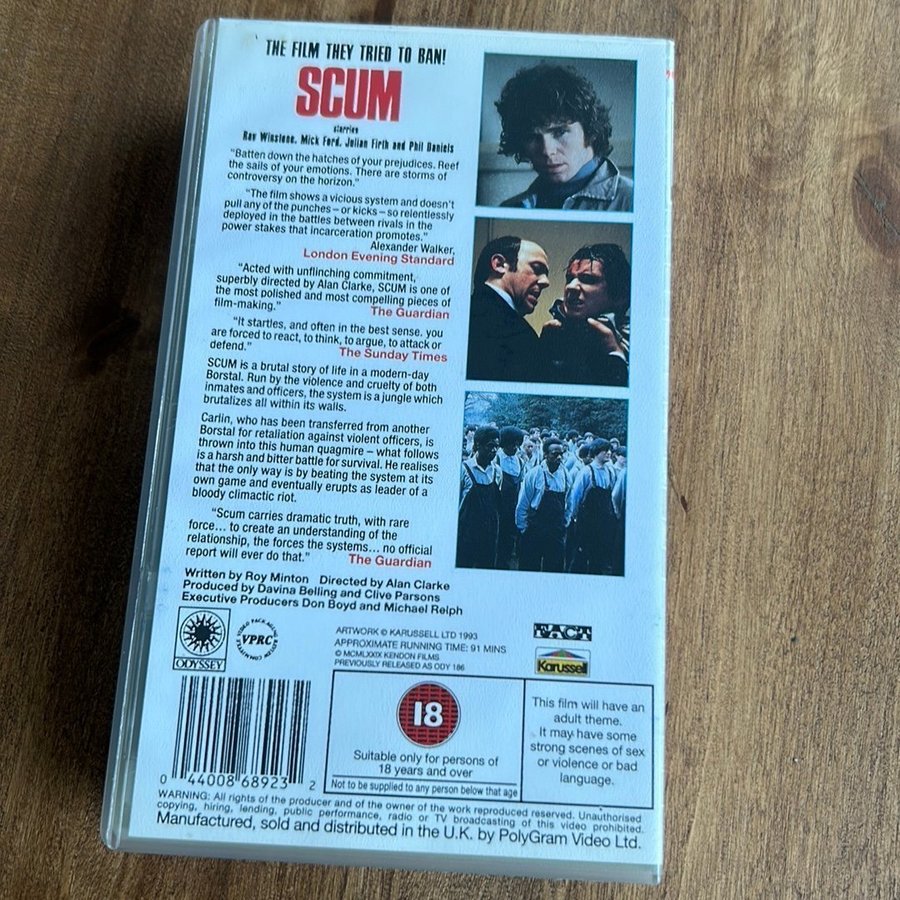 THE FILM THEY TRIED TO BAN!
SCUM
starring
Ray Winstone, Mick Ford, Julian Firth and Phil Daniels
"Batten down the hatches of your prejudices. Reef
the sails of your emotions. There are storms of
controversy on the horizon."
"The film shows a vicious system and doesn't
pull any of the punches – or kicks – so relentlessly
deployed in the battles between rivals in the
power stakes that incarceration promotes."
Alexander Walker,
London Evening Standard
"Acted with unflinching commitment,
superbly directed by Alan Clarke, SCUM is one of
the most polished and most compelling pieces of
film-making."
The Guardian
"It startles, and often in the best sense. you
are forced to react, to think, to argue, to attack or
defend."
The Sunday Times
SCUM is a brutal story of life in a modern-day
Borstal. Run by the violence and cruelty of both
inmates and officers, the system is a jungle which
brutalizes all within its walls.
Carlin, who has been transferred from another
Borstal for retaliation against violent officers, is
thrown into this human quagmire – what follows
is a harsh and bitter battle for survival. He realises
that the only way is by beating the system at its
own game and eventually erupts as leader of a
bloody climactic riot.
"Scum carries dramatic truth, with rare
force... to create an understanding of the
relationship, the forces the systems... no official
report will ever do that."
The Guardian
Written by Roy Minton Directed by Alan Clarke
Produced by Davina Belling and Clive Parsons
Executive Producers Don Boyd and Michael Relph
ODYSSEY
VIDEO PACKAGING REVIEW COMMITTEE
VPRC
ARTWORK © KARUSSELL LTD 1993
APPROXIMATE RUNNING TIME: 91 MINS
© MCMLXXIX KENDON FILMS
PREVIOUSLY RELEASED AS ODY 186
FACT
Karussell
18
Suitable only for persons of
18 years and over
Not to be supplied to any person below that age
This film will have an
adult theme.
It may have some
strong scenes of sex
or violence or bad
language.
0 44008 68923 2
WARNING: All rights of the producer and of the owner of the work reproduced reserved. Unauthorised
copying, hiring, lending, public performance, radio or TV broadcasting of this video prohibited.
Manufactured, sold and distributed in the U.K. by PolyGram Video Ltd.